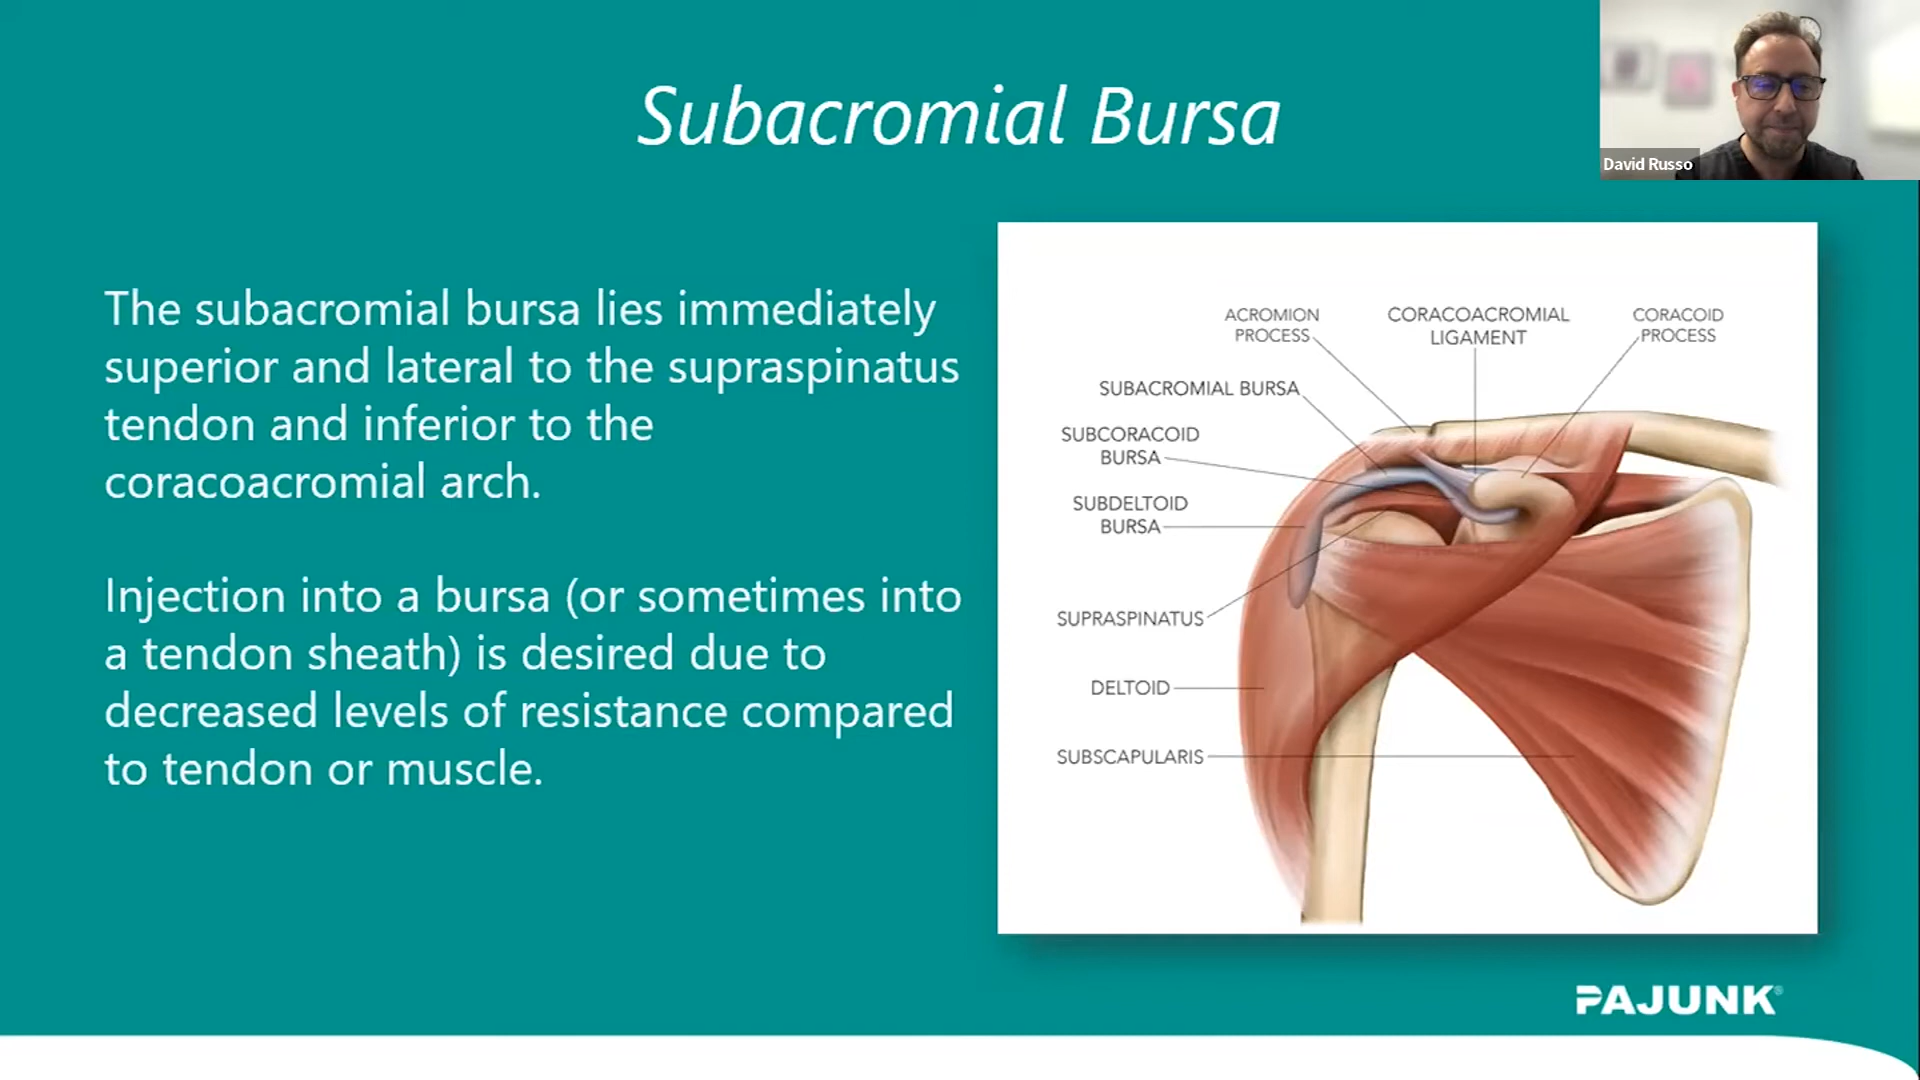 Subacromial Bursa
David Russo
The subacromial bursa lies immediately
superior and lateral to the supraspinatus
tendon and inferior to the
coracoacromial arch.
Injection into a bursa (or sometimes into
a tendon sheath) is desired due to
decreased levels of resistance compared
to tendon or muscle.
ACROMION
PROCESS
CORACOACROMIAL
LIGAMENT
CORACOID
PROCESS
SUBACROMIAL BURSA
SUBCORACOID
BURSA
SUBDELTOID
BURSA
SUPRASPINATUS
DELTOID
SUBSCAPULARIS
PAJUNK®